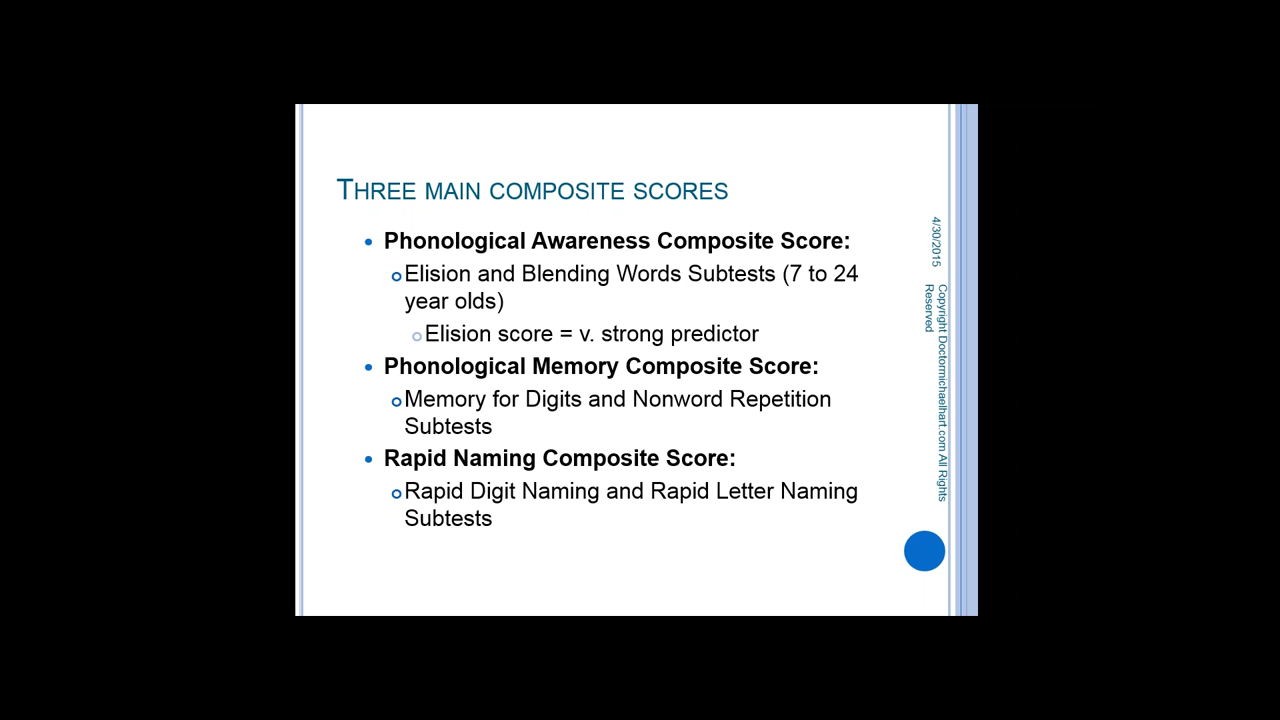 THREE MAIN COMPOSITE SCORES
• Phonological Awareness Composite Score:
Elision and Blending Words Subtests (7 to 24
year olds)
Elision score = v. strong predictor
• Phonological Memory Composite Score:
Memory for Digits and Nonword Repetition
Subtests
• Rapid Naming Composite Score:
Rapid Digit Naming and Rapid Letter Naming
Subtests
4/30/2015
Copyright Doctormichaelhart.com All Rights
Reserved